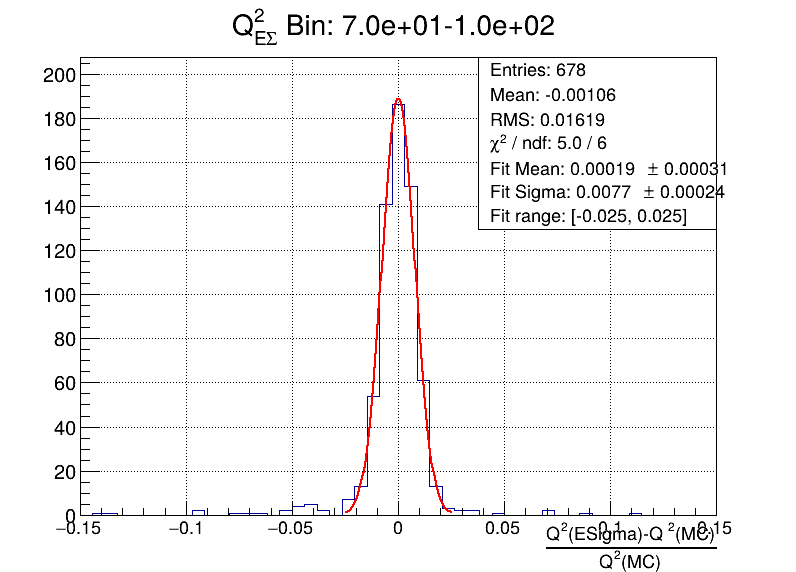 Q²EΣ Bin: 7.0e+01-1.0e+02
Entries: 678
Mean: -0.00106
RMS: 0.01619
χ² / ndf: 5.0 / 6
Fit Mean: 0.00019 ± 0.00031
Fit Sigma: 0.0077 ± 0.00024
Fit range: [-0.025, 0.025]
200
180
160
140
120
100
80
60
40
20
0
−0.15 −0.1 −0.05 0 0.05 0.1 0.15
Q²(ESigma)-Q²(MC)
Q²(MC)